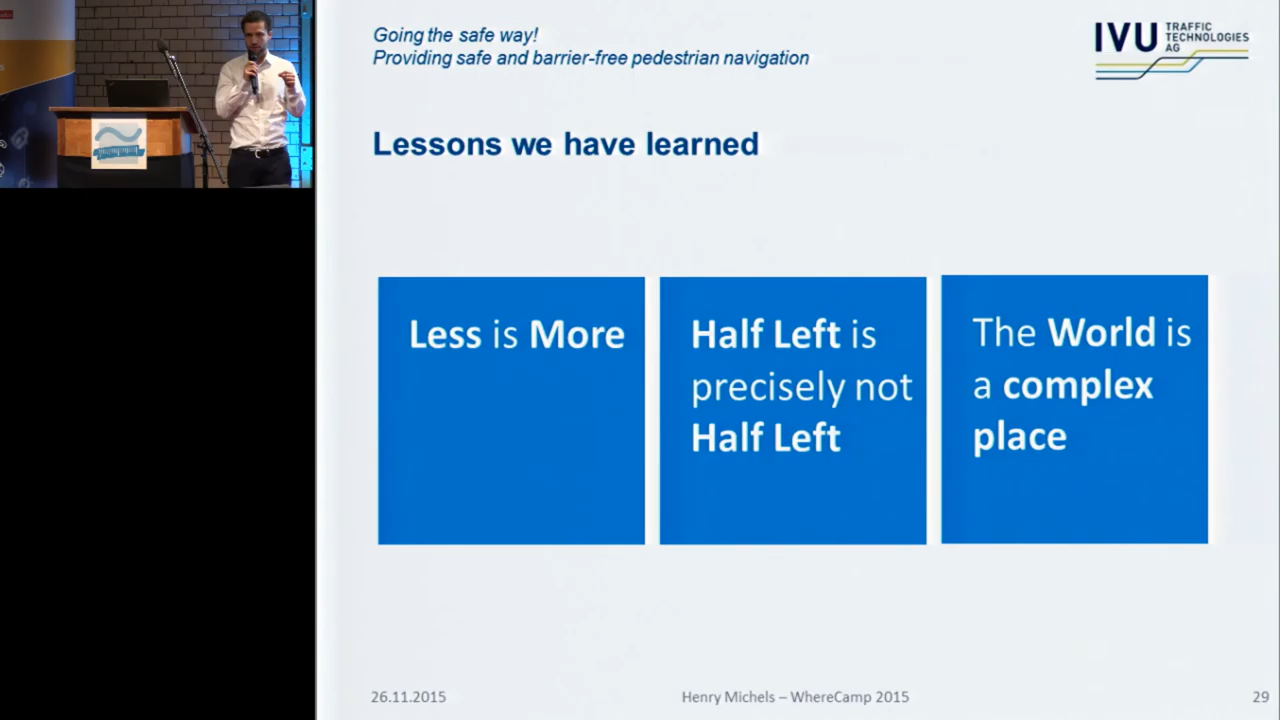 Going the safe way!
Providing safe and barrier-free pedestrian navigation
IVU TRAFFIC
TECHNOLOGIES
AG
Lessons we have learned
Less is More
Half Left is
precisely not
Half Left
The World is
a complex
place
26.11.2015
Henry Michels – WhereCamp 2015
29